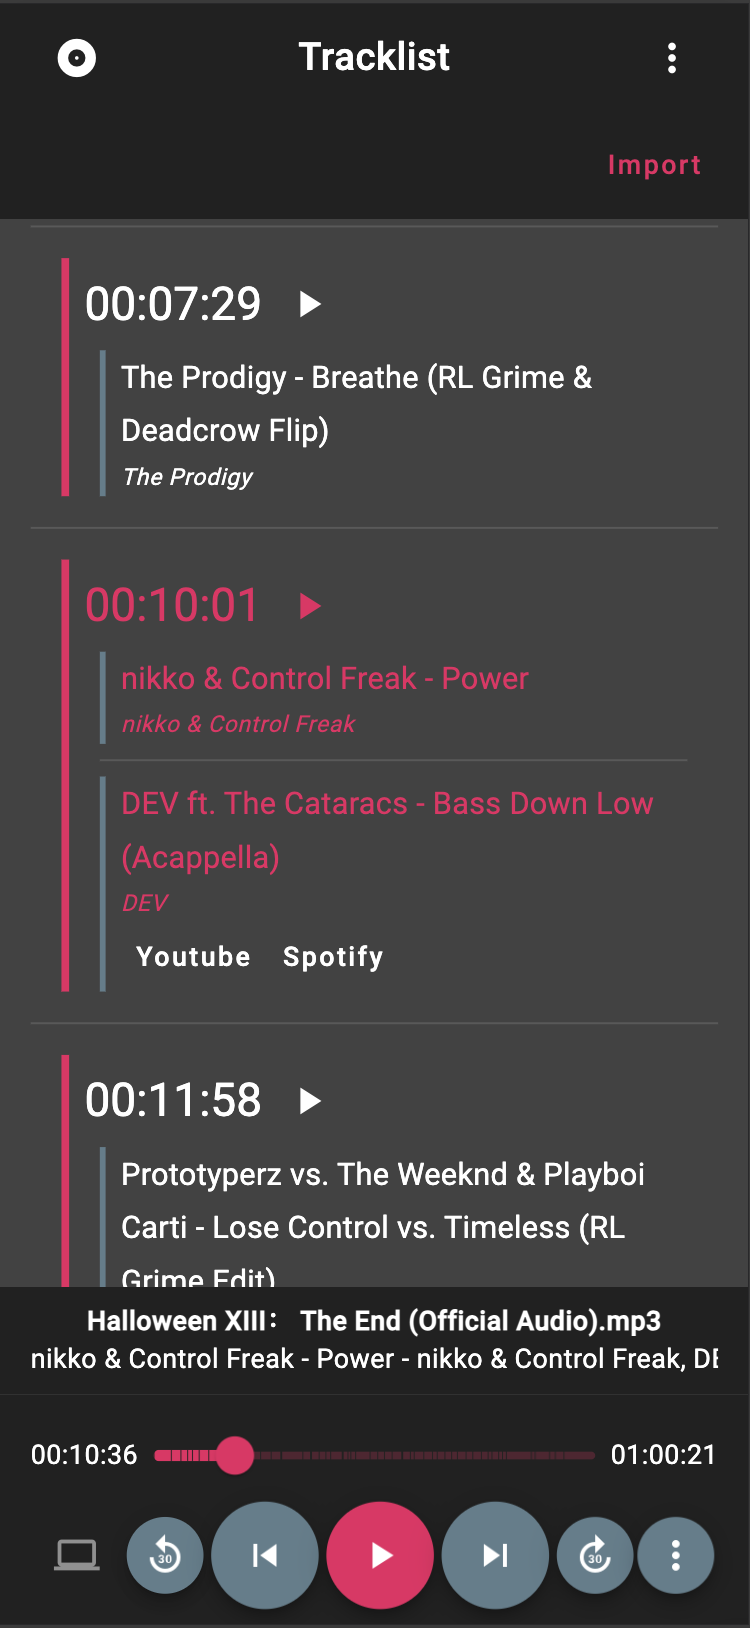 Tracklist
Import
00:07:29
The Prodigy - Breathe (RL Grime &
Deadcrow Flip)
The Prodigy
00:10:01
nikko & Control Freak - Power
nikko & Control Freak
DEV ft. The Cataracs - Bass Down Low
(Acappella)
DEV
Youtube Spotify
00:11:58
Prototyperz vs. The Weeknd & Playboi
Carti - Lose Control vs. Timeless (RL
Grime Edit)
Halloween XIII： The End (Official Audio).mp3
nikko & Control Freak - Power - nikko & Control Freak, DE
00:10:36 01:00:21
30 30